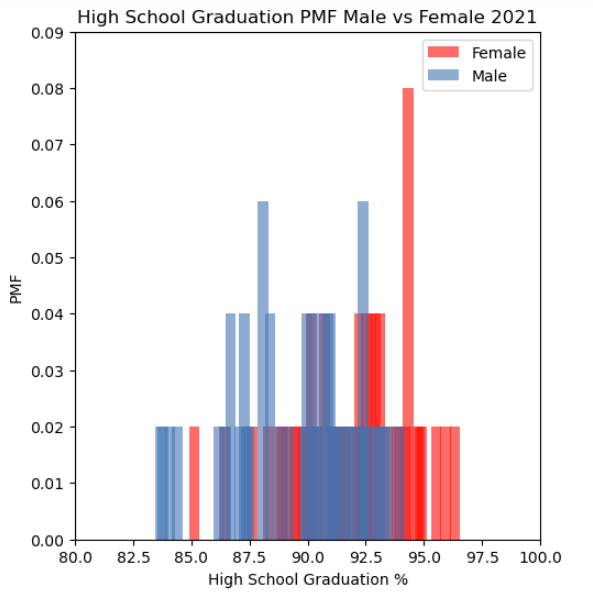 High School Graduation PMF Male vs Female 2021
Female
Male
0.09
0.08
0.07
0.06
0.05
0.04
0.03
0.02
0.01
0.00
PMF
80.0 82.5 85.0 87.5 90.0 92.5 95.0 97.5 100.0
High School Graduation %